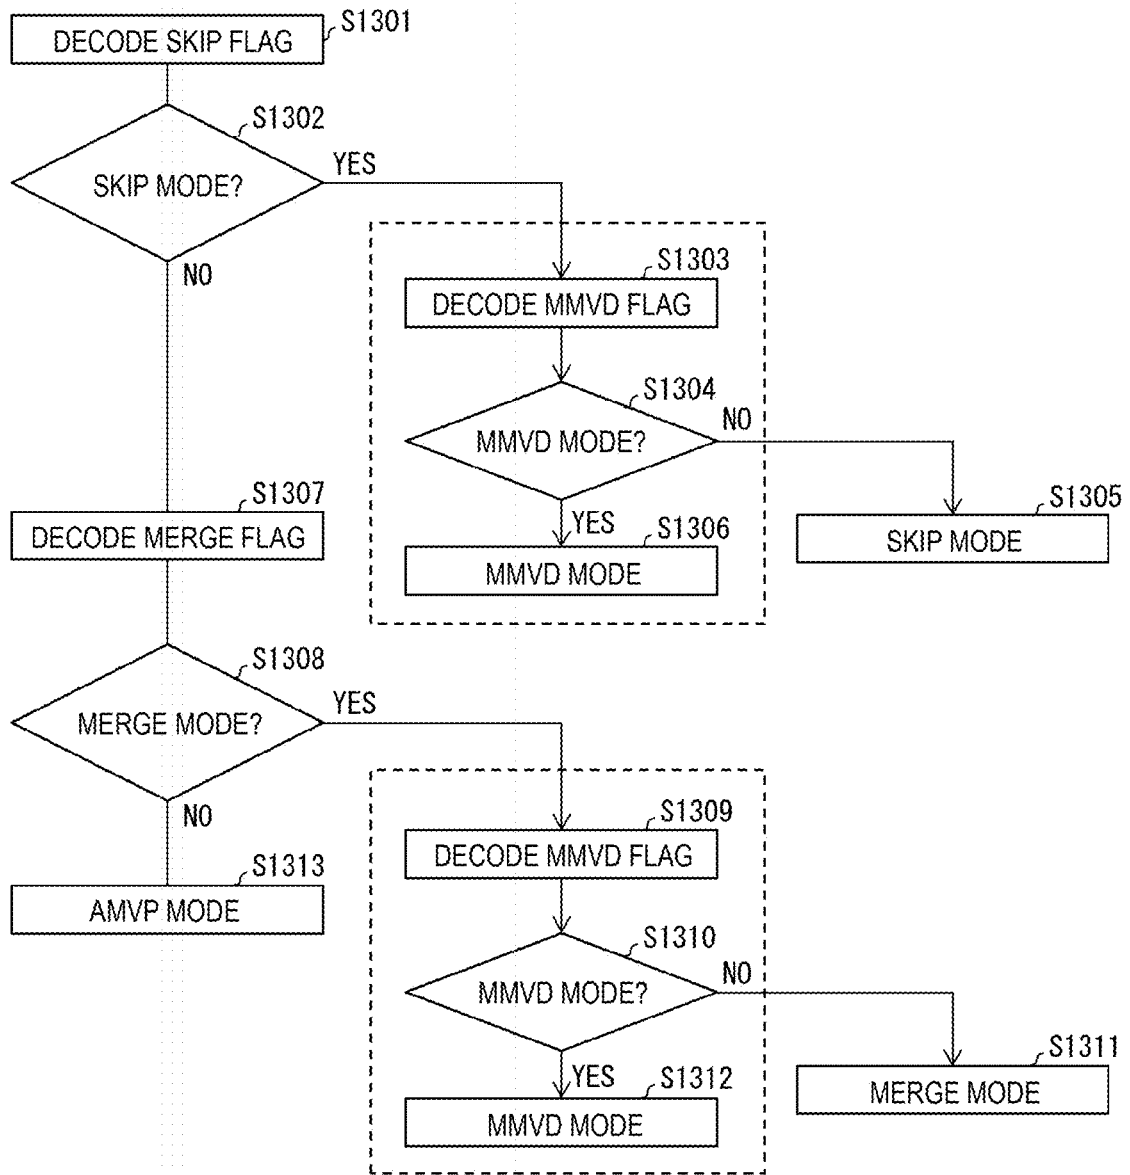 S1301
DECODE SKIP FLAG
S1302
SKIP MODE?
YES
NO
S1303
DECODE MMVD FLAG
S1304
MMVD MODE?
NO
YES
S1305
SKIP MODE
S1306
MMVD MODE
S1307
DECODE MERGE FLAG
S1308
MERGE MODE?
YES
NO
S1309
DECODE MMVD FLAG
S1310
MMVD MODE?
NO
YES
S1311
MERGE MODE
S1312
MMVD MODE
S1313
AMVP MODE